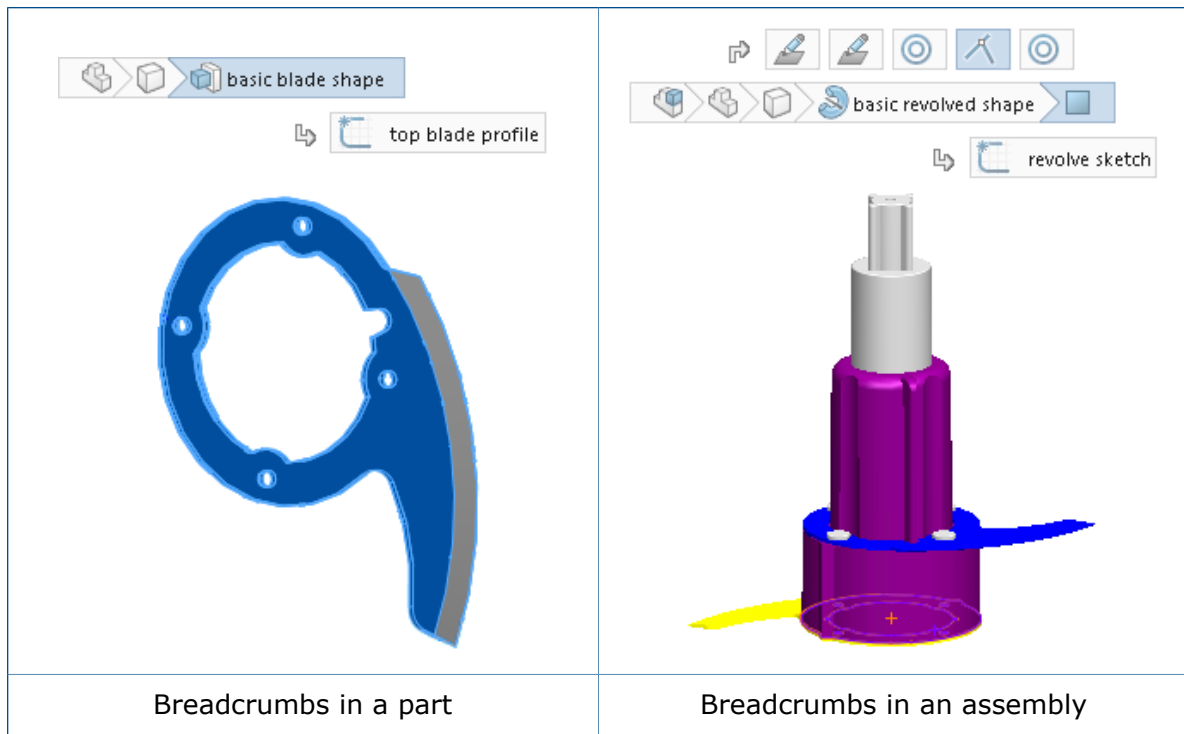 basic blade shape
top blade profile
basic revolved shape
revolve sketch
Breadcrumbs in a part
Breadcrumbs in an assembly